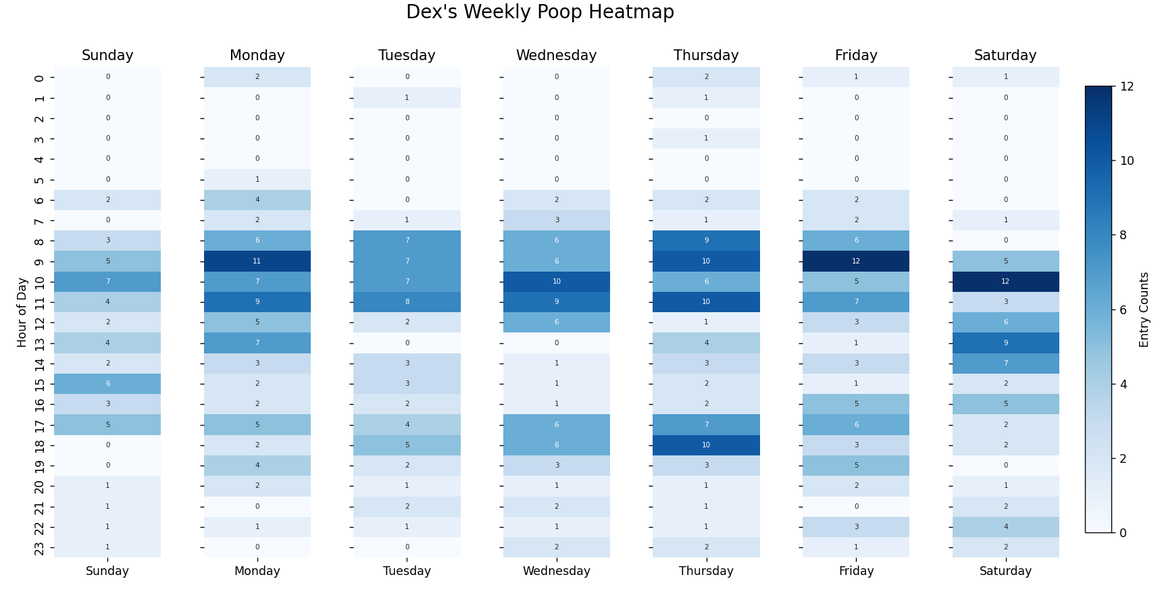 Dex's Weekly Poop Heatmap
Sunday Monday Tuesday Wednesday Thursday Friday Saturday
0 0 2 0 0 2 1 1
1 0 0 1 0 1 0 0
2 0 0 0 0 0 0 0
3 0 0 0 0 1 0 0
4 0 0 0 0 0 0 0
5 0 1 0 0 0 0 0
6 2 4 0 2 2 2 0
7 0 2 1 3 1 2 1
8 3 6 7 6 9 6 0
9 5 11 7 6 10 12 5
10 7 7 7 10 6 5 12
11 4 9 8 9 10 7 3
12 2 5 2 6 1 3 6
13 4 7 0 0 4 1 9
14 2 3 3 1 3 3 7
15 6 2 3 1 2 1 2
16 3 2 2 1 2 5 5
17 5 5 4 6 7 6 2
18 0 2 5 6 10 3 2
19 0 4 2 3 3 5 0
20 1 2 1 1 1 2 1
21 1 0 2 2 1 0 2
22 1 1 1 1 1 3 4
23 1 0 0 2 2 1 2
Sunday Monday Tuesday Wednesday Thursday Friday Saturday
Hour of Day
12
10
8
6
4
2
0
Entry Counts